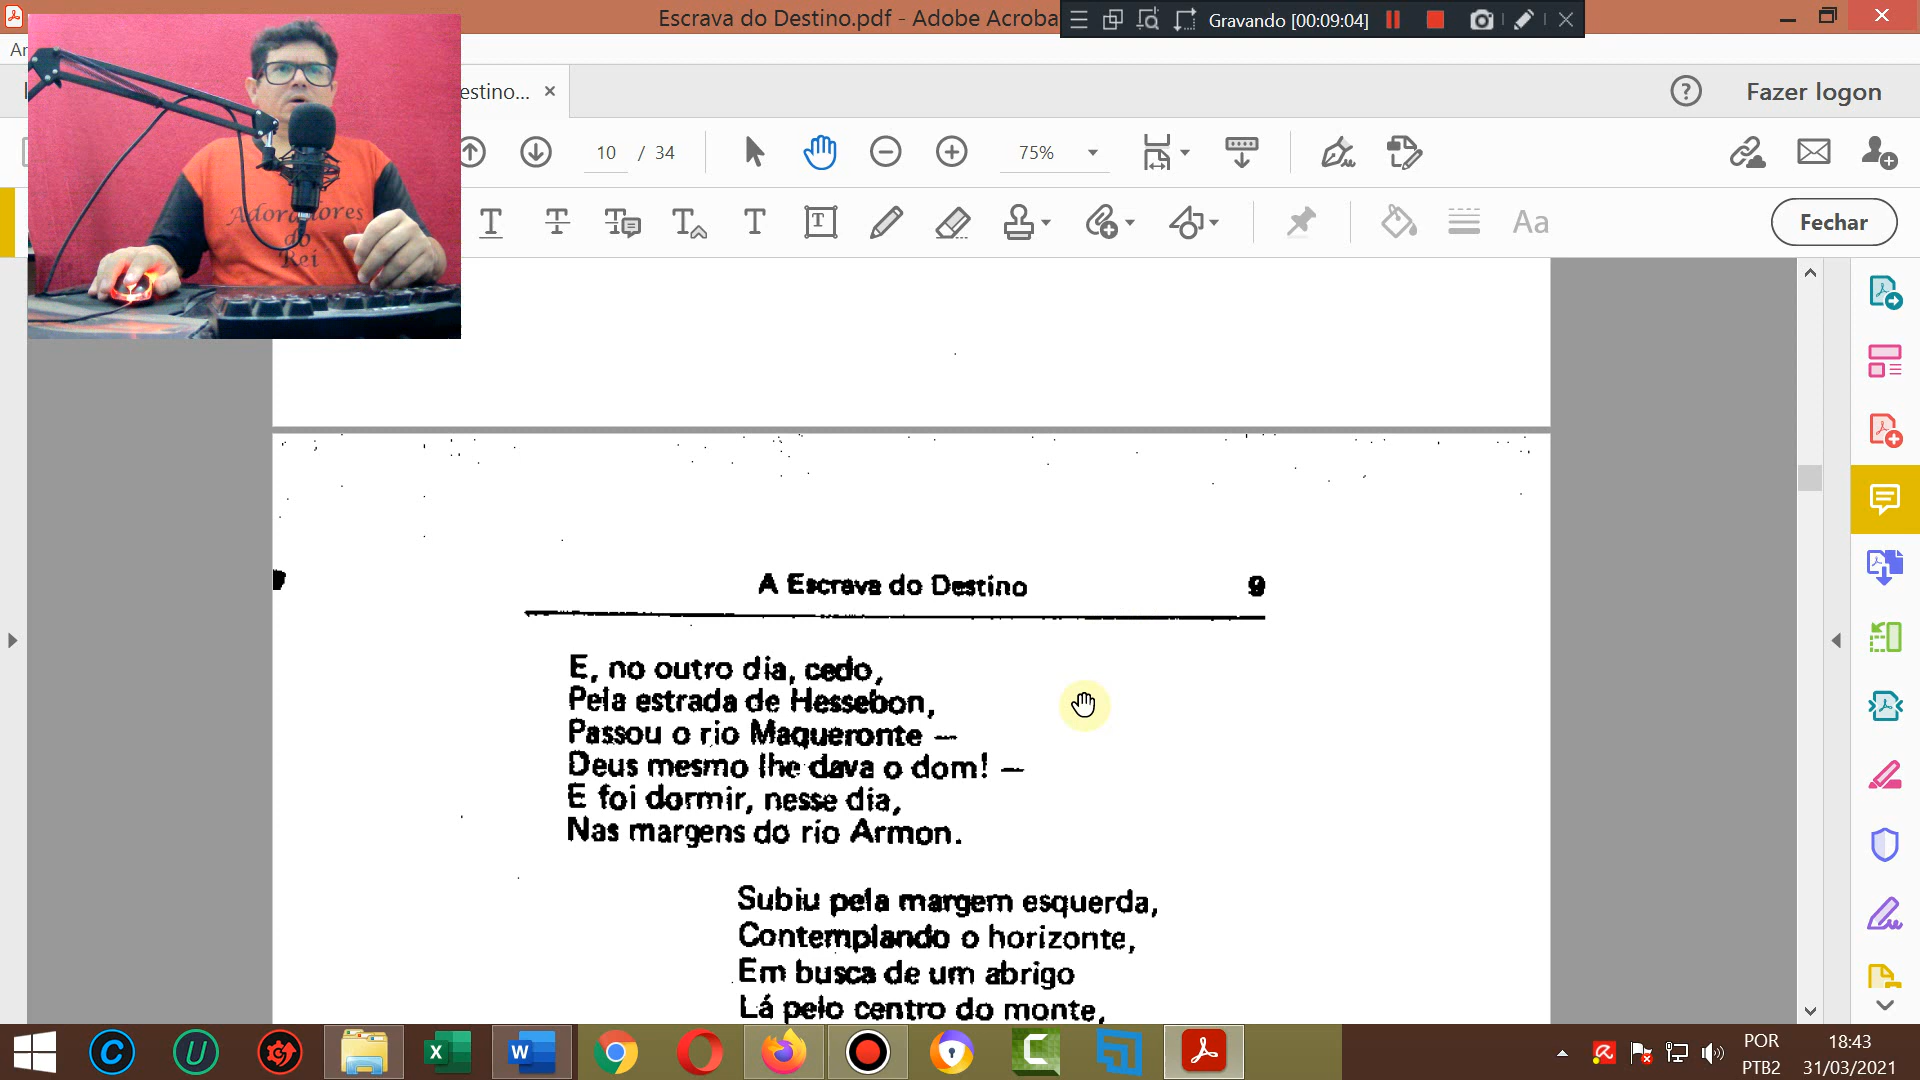 Escrava do Destino.pdf - Adobe Acroba
Gravando [00:09:04]
Ar
estino...
Fazer logon
10 / 34
75%
Aa
Fechar
Adoradores
do
Rei
A Escrava do Destino 9
E, no outro dia, cedo,
Pela estrada de Hessebon,
Passou o rio Maqueronte —
Deus mesmo lhe dava o dom! —
E foi dormir, nesse dia,
Nas margens do rio Armon.
Subiu pela margem esquerda,
Contemplando o horizonte,
Em busca de um abrigo
Lá pelo centro do monte,
POR
PTB2
18:43
31/03/2021